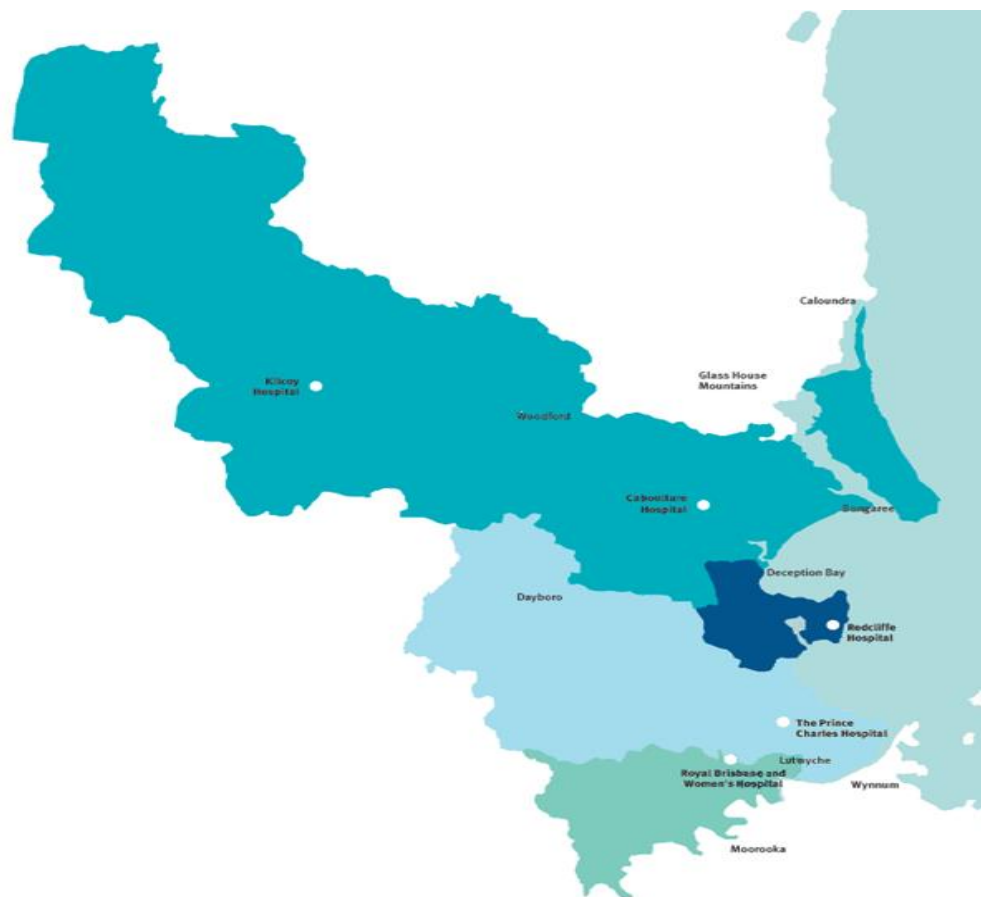 Caloundra
Glass House
Mountains
Kilcoy
Hospital
Woodford
Caboolture
Hospital
Bongaree
Deception Bay
Dayboro
Redcliffe
Hospital
The Prince
Charles Hospital
Lutwyche
Royal Brisbane and
Women's Hospital
Wynnum
Moorooka